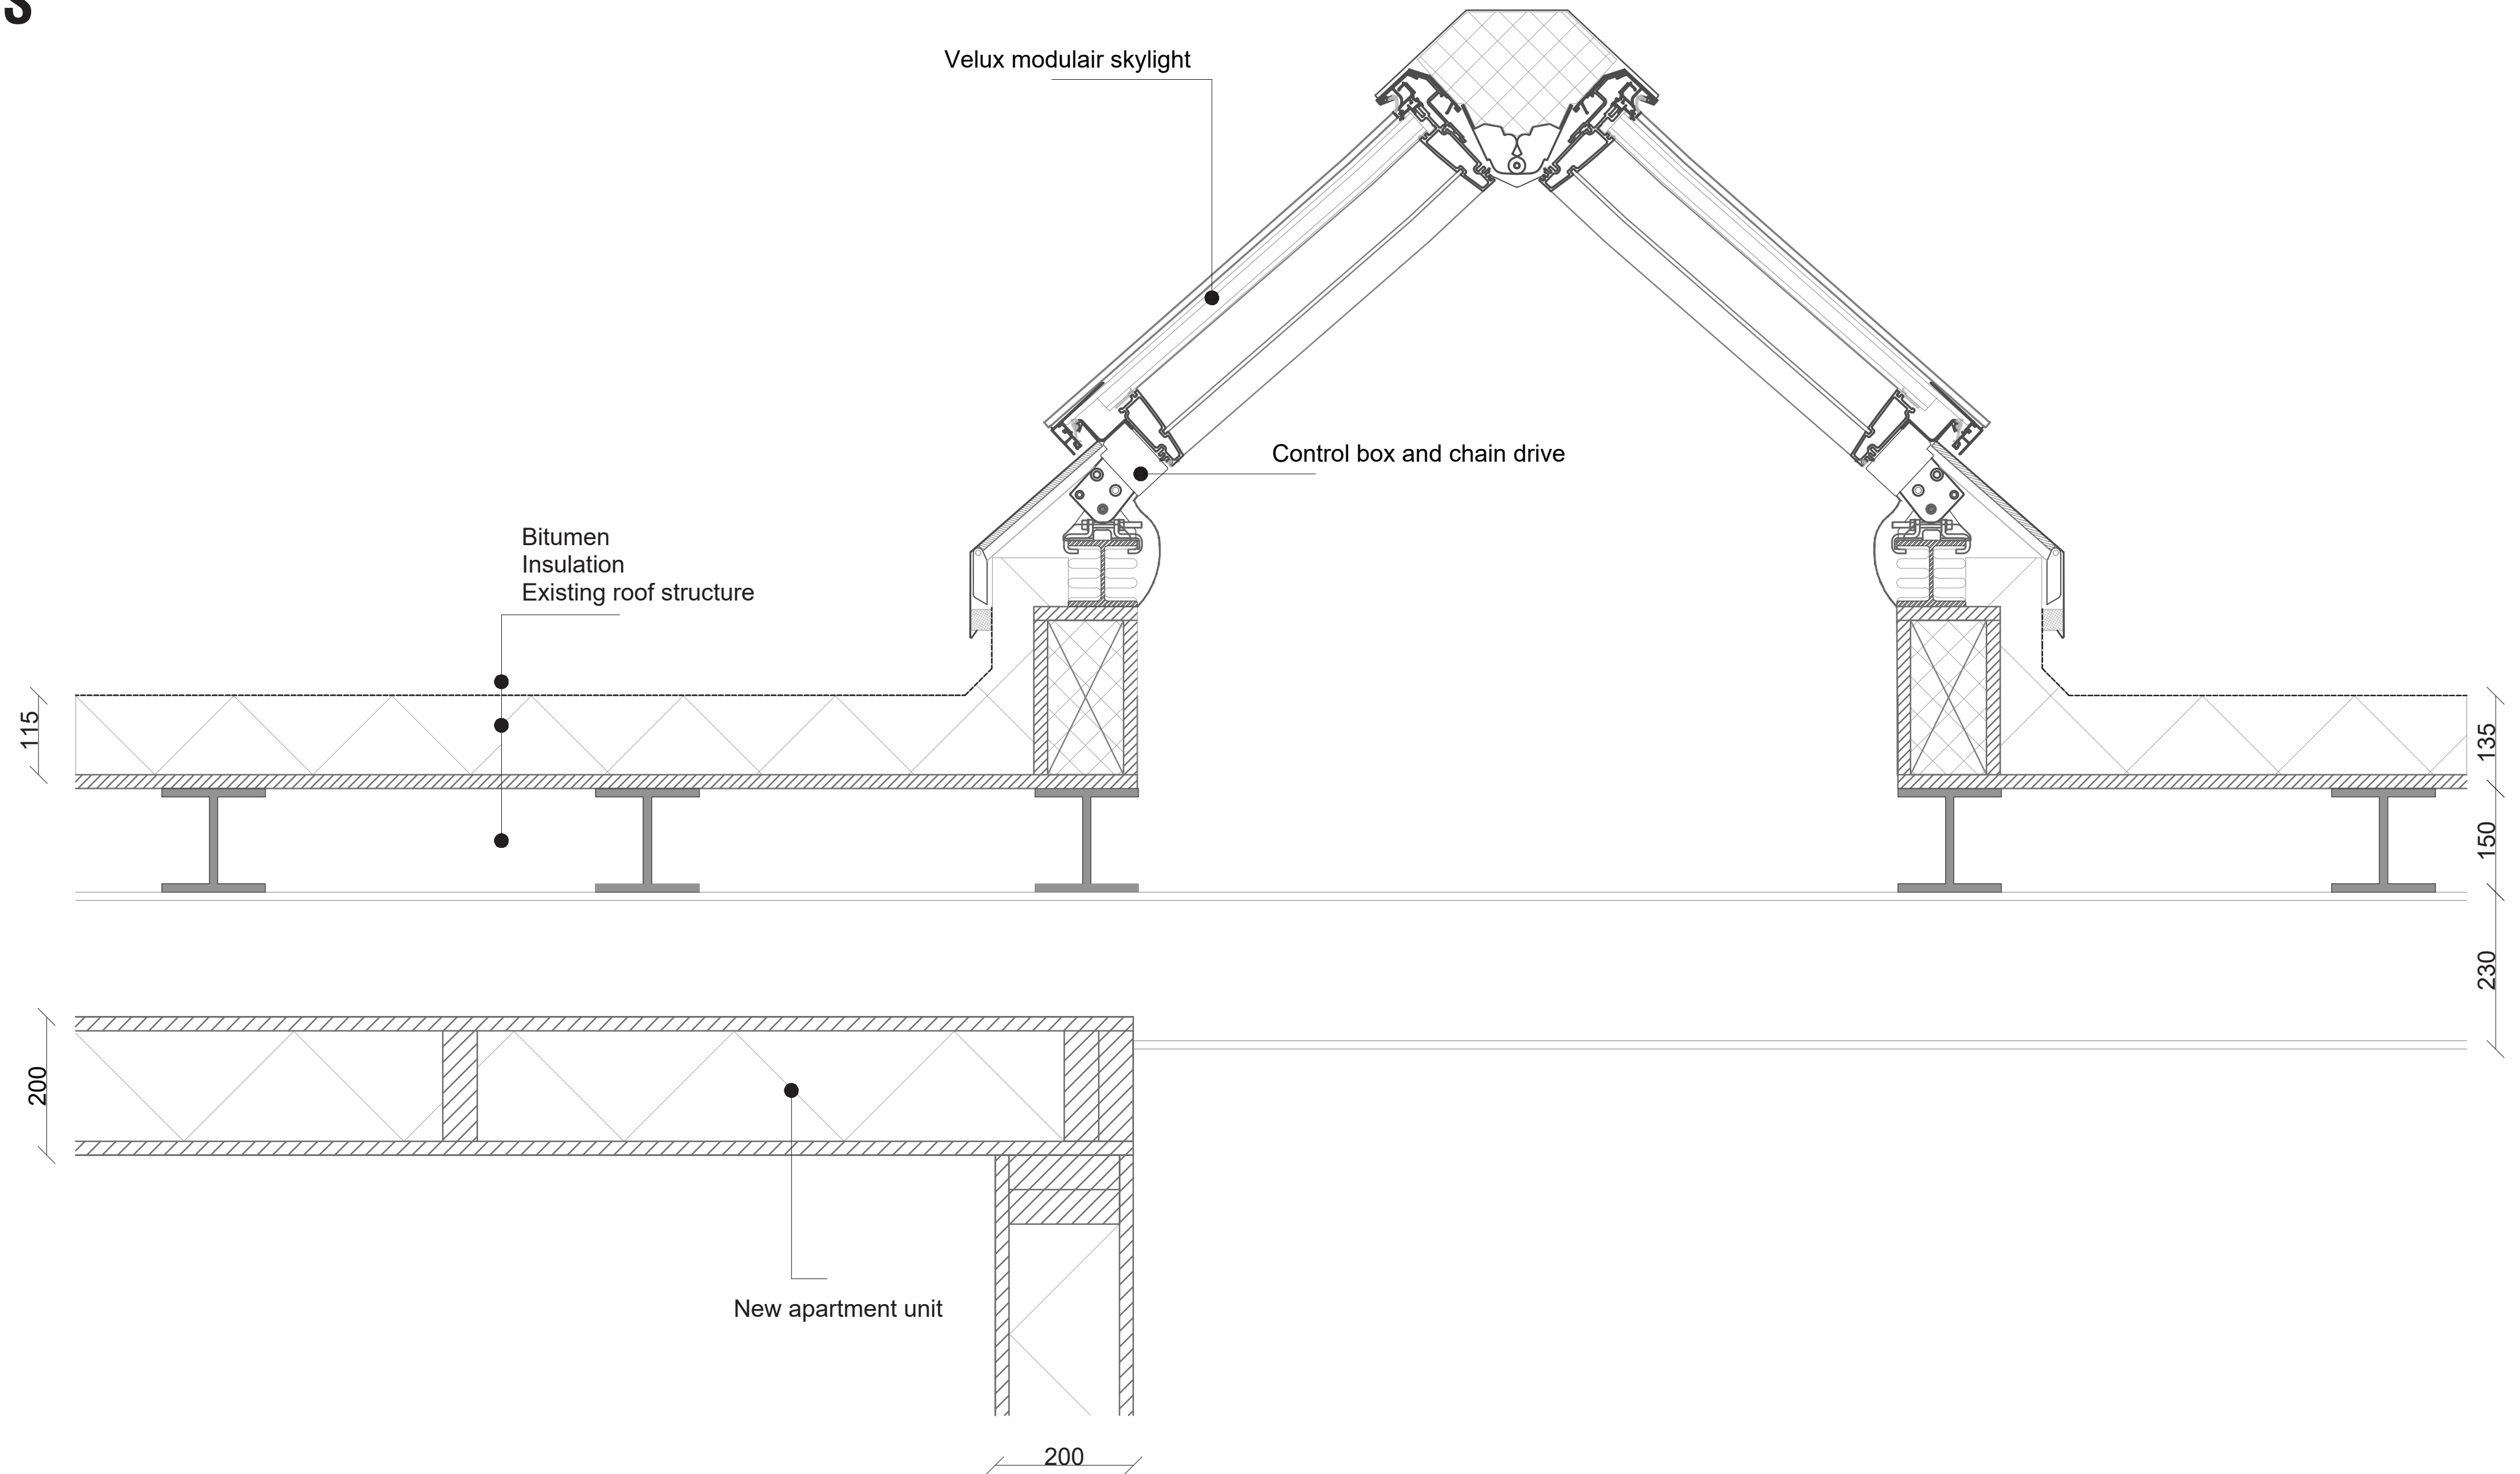 s
Velux modulair skylight
Control box and chain drive
Bitumen
Insulation
Existing roof structure
115
135
150
230
200
New apartment unit
200